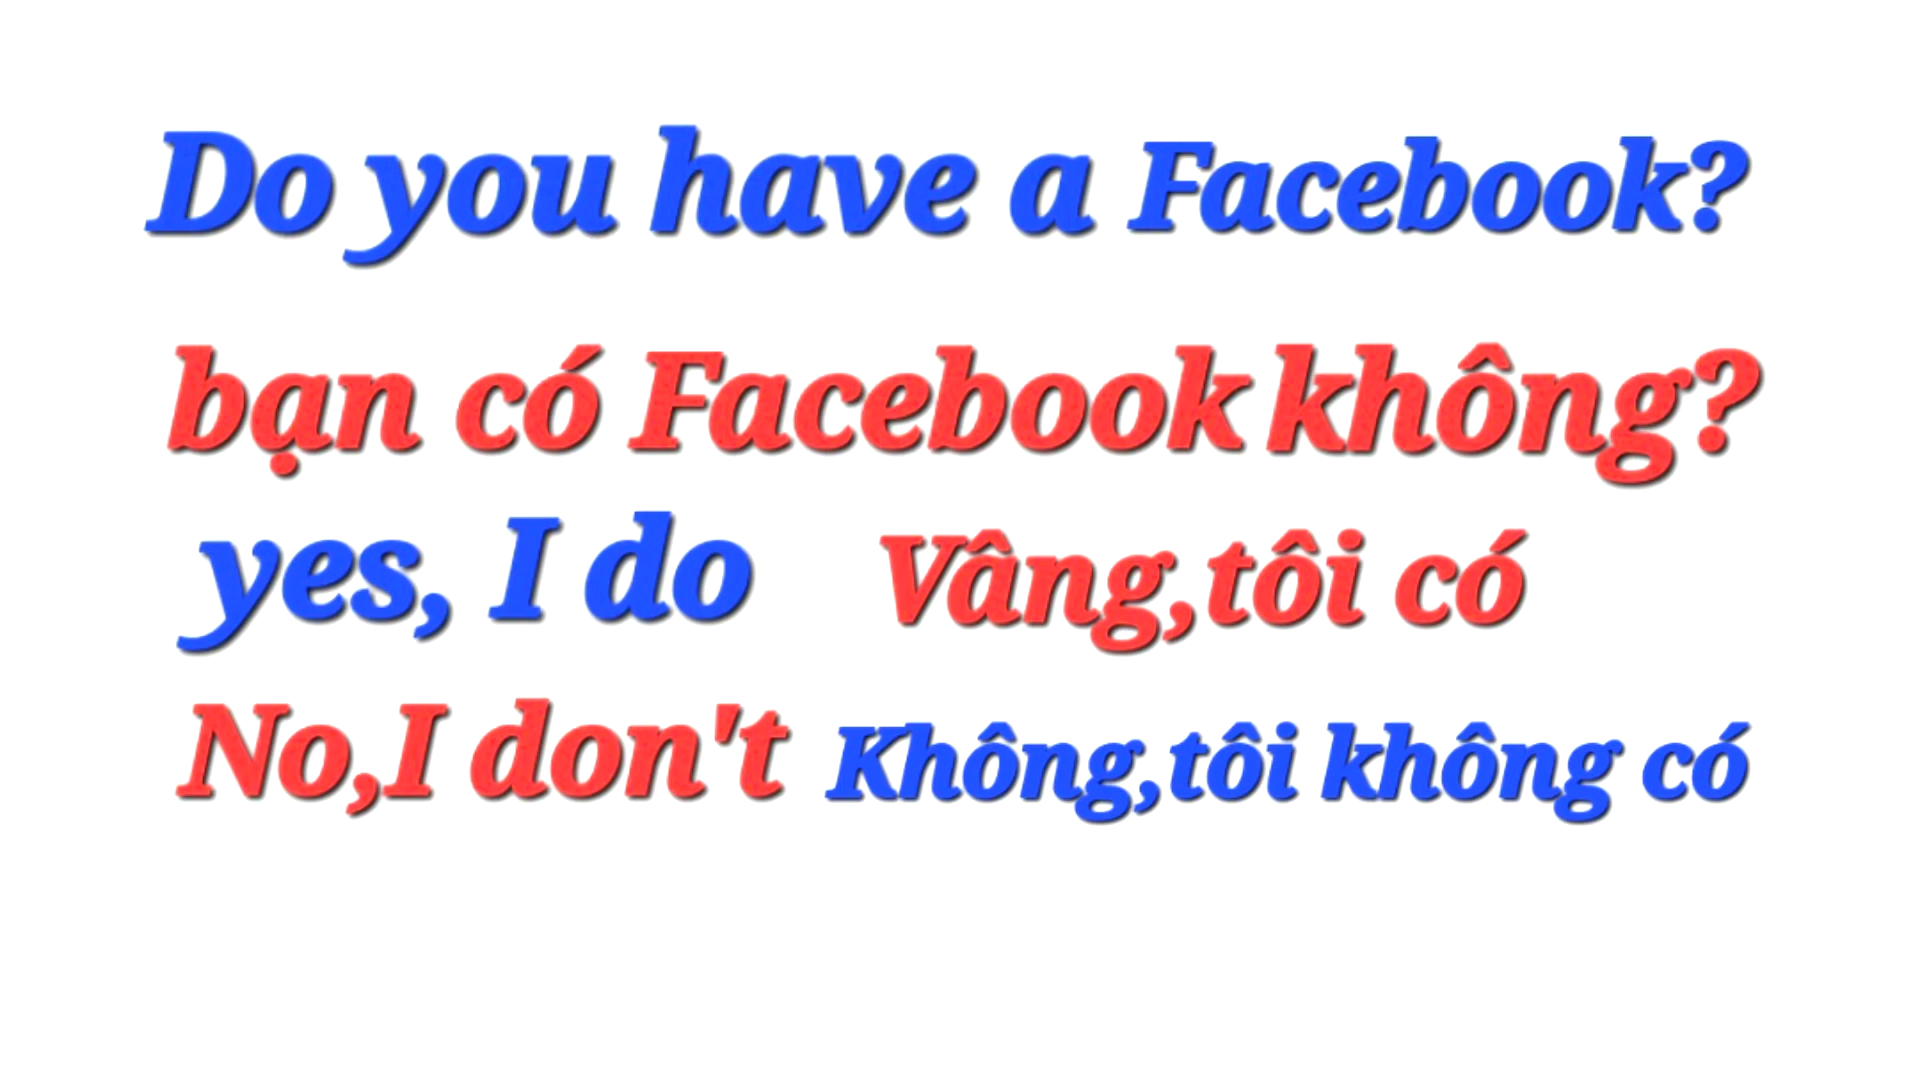 Do you have a Facebook?
bạn có Facebook không?
yes, I do Vâng,tôi có
No,I don't Không,tôi không có